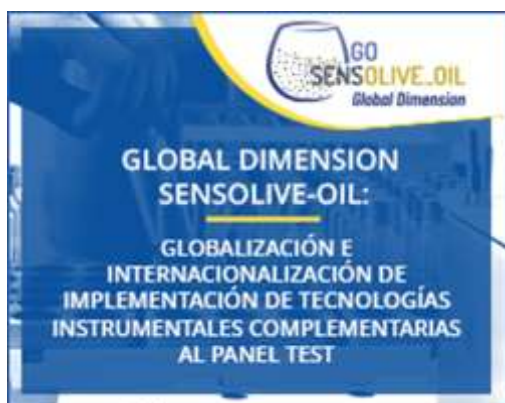 GO
SENSOLIVE_OIL
Global Dimension
GLOBAL DIMENSION
SENSOLIVE-OIL:
GLOBALIZACIÓN E
INTERNACIONALIZACIÓN DE
IMPLEMENTACIÓN DE TECNOLOGÍAS
INSTRUMENTALES COMPLEMENTARIAS
AL PANEL TEST